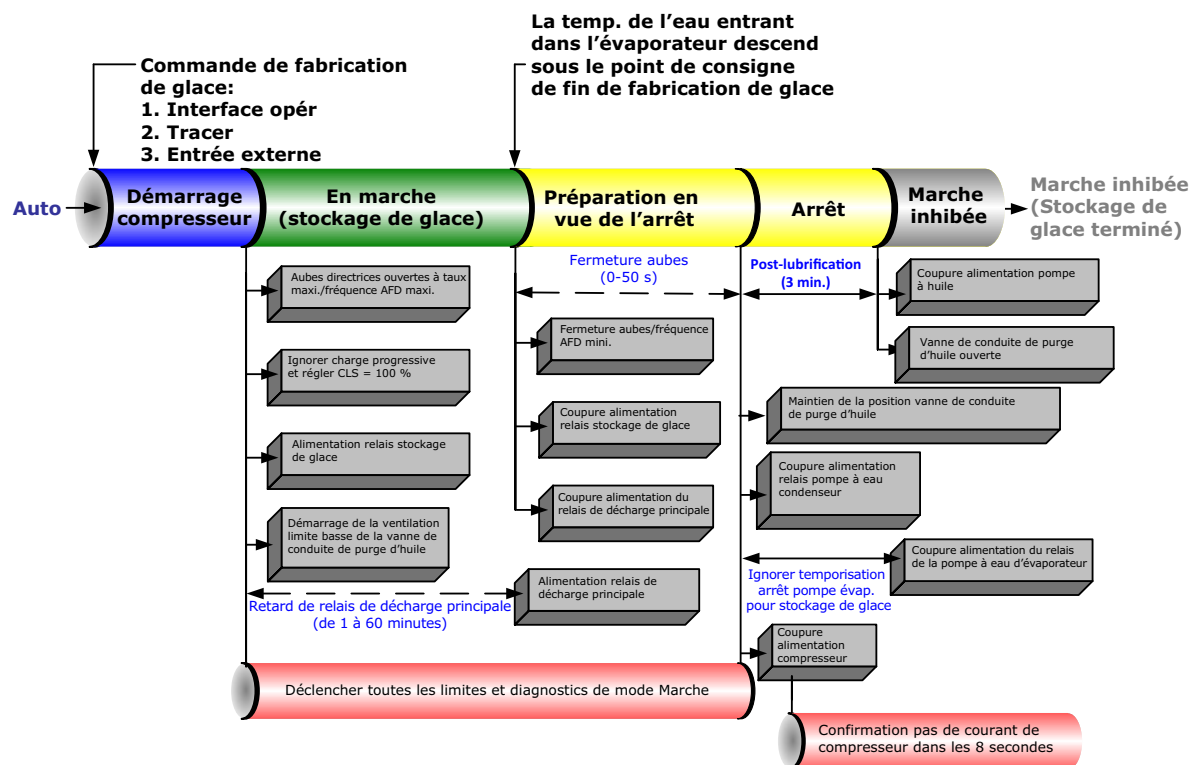 La temp. de l'eau entrant
dans l'évaporateur descend
sous le point de consigne
de fin de fabrication de glace
Commande de fabrication
de glace:
1. Interface opér
2. Tracer
3. Entrée externe
Auto
Démarrage
compresseur
En marche
(stockage de glace)
Préparation en
vue de l'arrêt
Arrêt
Marche
inhibée
Marche inhibée
(Stockage de
glace terminé)
Fermeture aubes
(0-50 s)
Post-lubrification
(3 min.)
Aubes directrices ouvertes à taux
maxi./fréquence AFD maxi.
Ignorer charge progressive
et régler CLS = 100 %
Alimentation relais stockage
de glace
Démarrage de la ventilation
limite basse de la vanne de
conduite de purge d'huile
Retard de relais de décharge principale
(de 1 à 60 minutes)
Fermeture aubes/fréquence
AFD mini.
Coupure alimentation
relais stockage de glace
Coupure alimentation du
relais de décharge principale
Alimentation relais de
décharge principale
Coupure alimentation pompe
à huile
Vanne de conduite de purge
d'huile ouverte
Maintien de la position vanne de conduite
de purge d'huile
Coupure alimentation
relais pompe à eau
condenseur
Coupure alimentation du relais
de la pompe à eau d'évaporateur
Ignorer temporisation
arrêt pompe évap.
pour stockage de glace
Coupure
alimentation
compresseur
Déclencher toutes les limites et diagnostics de mode Marche
Confirmation pas de courant de
compresseur dans les 8 secondes